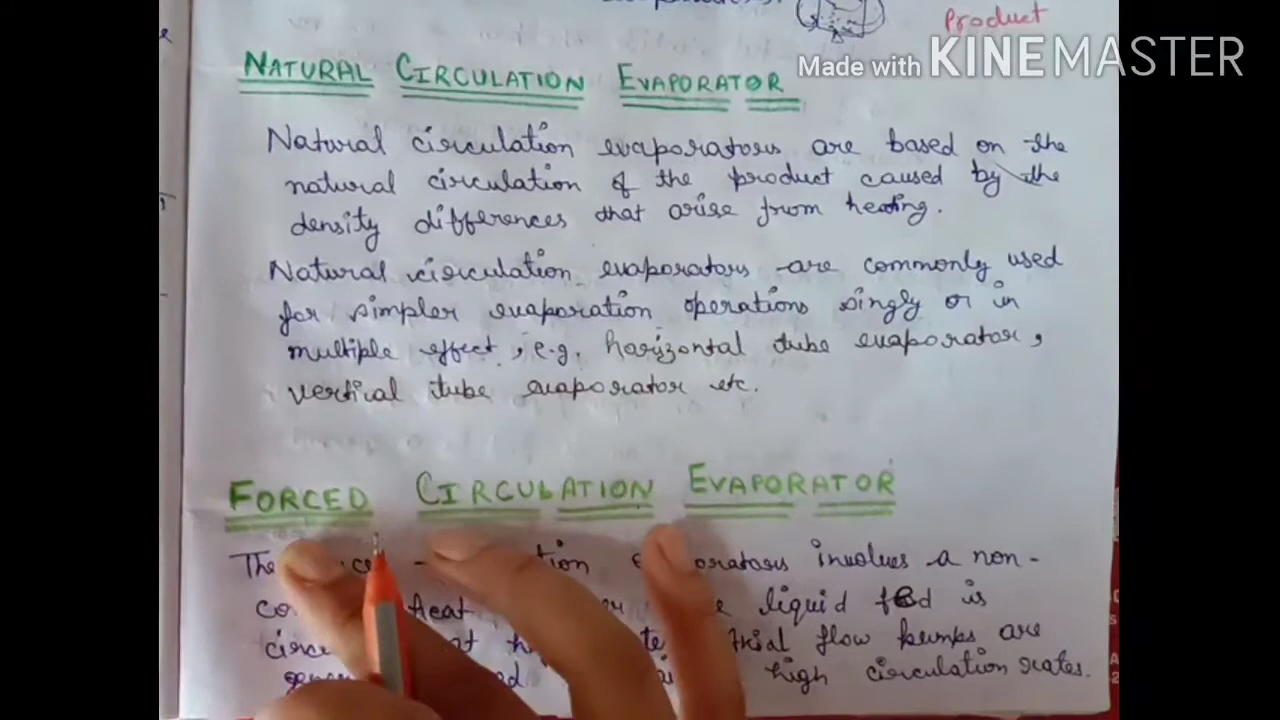 Product
Made with KINEMASTER
NATURAL CIRCULATION EVAPORATOR
Natural circulation evaporators are based on the
natural circulation of the product caused by the
density differences that arise from heating.
Natural circulation evaporators are commonly used
for simpler evaporation operations singly or in
multiple effect, e.g. horizontal tube evaporator,
vertical tube evaporator etc.
FORCED CIRCULATION EVAPORATOR
The involves a non-
heat liquid is
flow pumps are
high circulation rates.